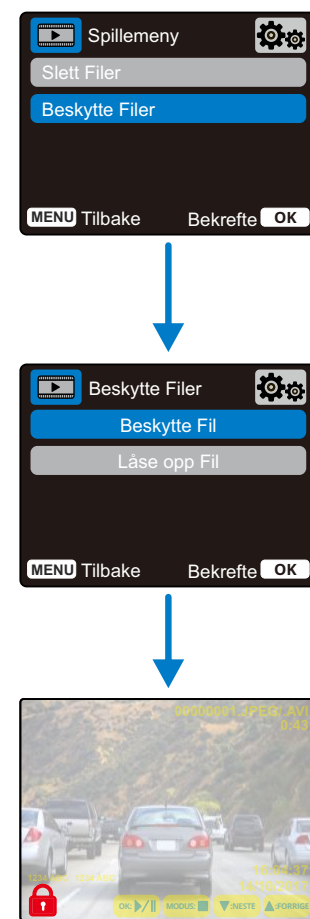 Spillemeny
Slett Filer
Beskytte Filer
MENU Tilbake Bekrefte OK
Beskytte Filer
Beskytte Fil
Låse opp Fil
MENU Tilbake Bekrefte OK
00000001.JPEG/.AVI
0:43
OK: MODUS: :NESTE :FORRIGE